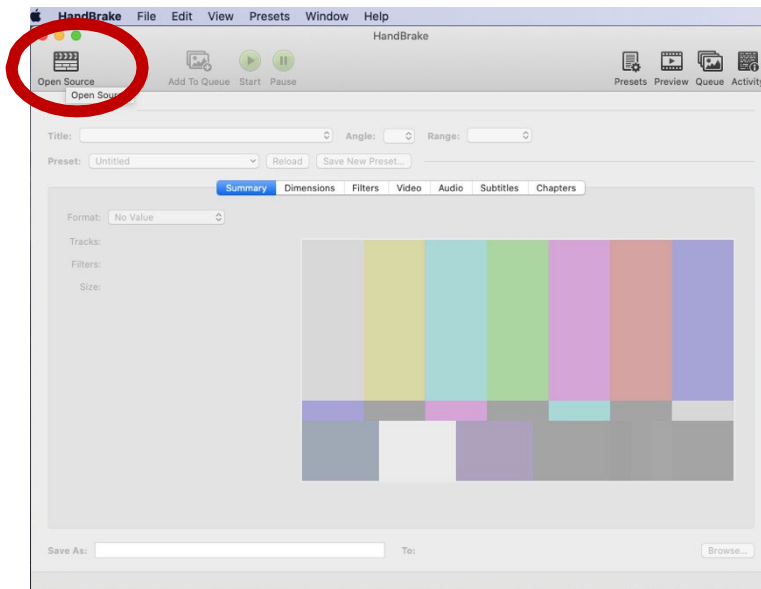 HandBrake File Edit View Presets Window Help
HandBrake
Open Source Add To Queue Start Pause Presets Preview Queue Activity
Open Source
Title: Angle: Range:
Preset: Untitled Reload Save New Preset...
Summary Dimensions Filters Video Audio Subtitles Chapters
Format: No Value
Tracks:
Filters:
Size:
Save As: To: Browse...